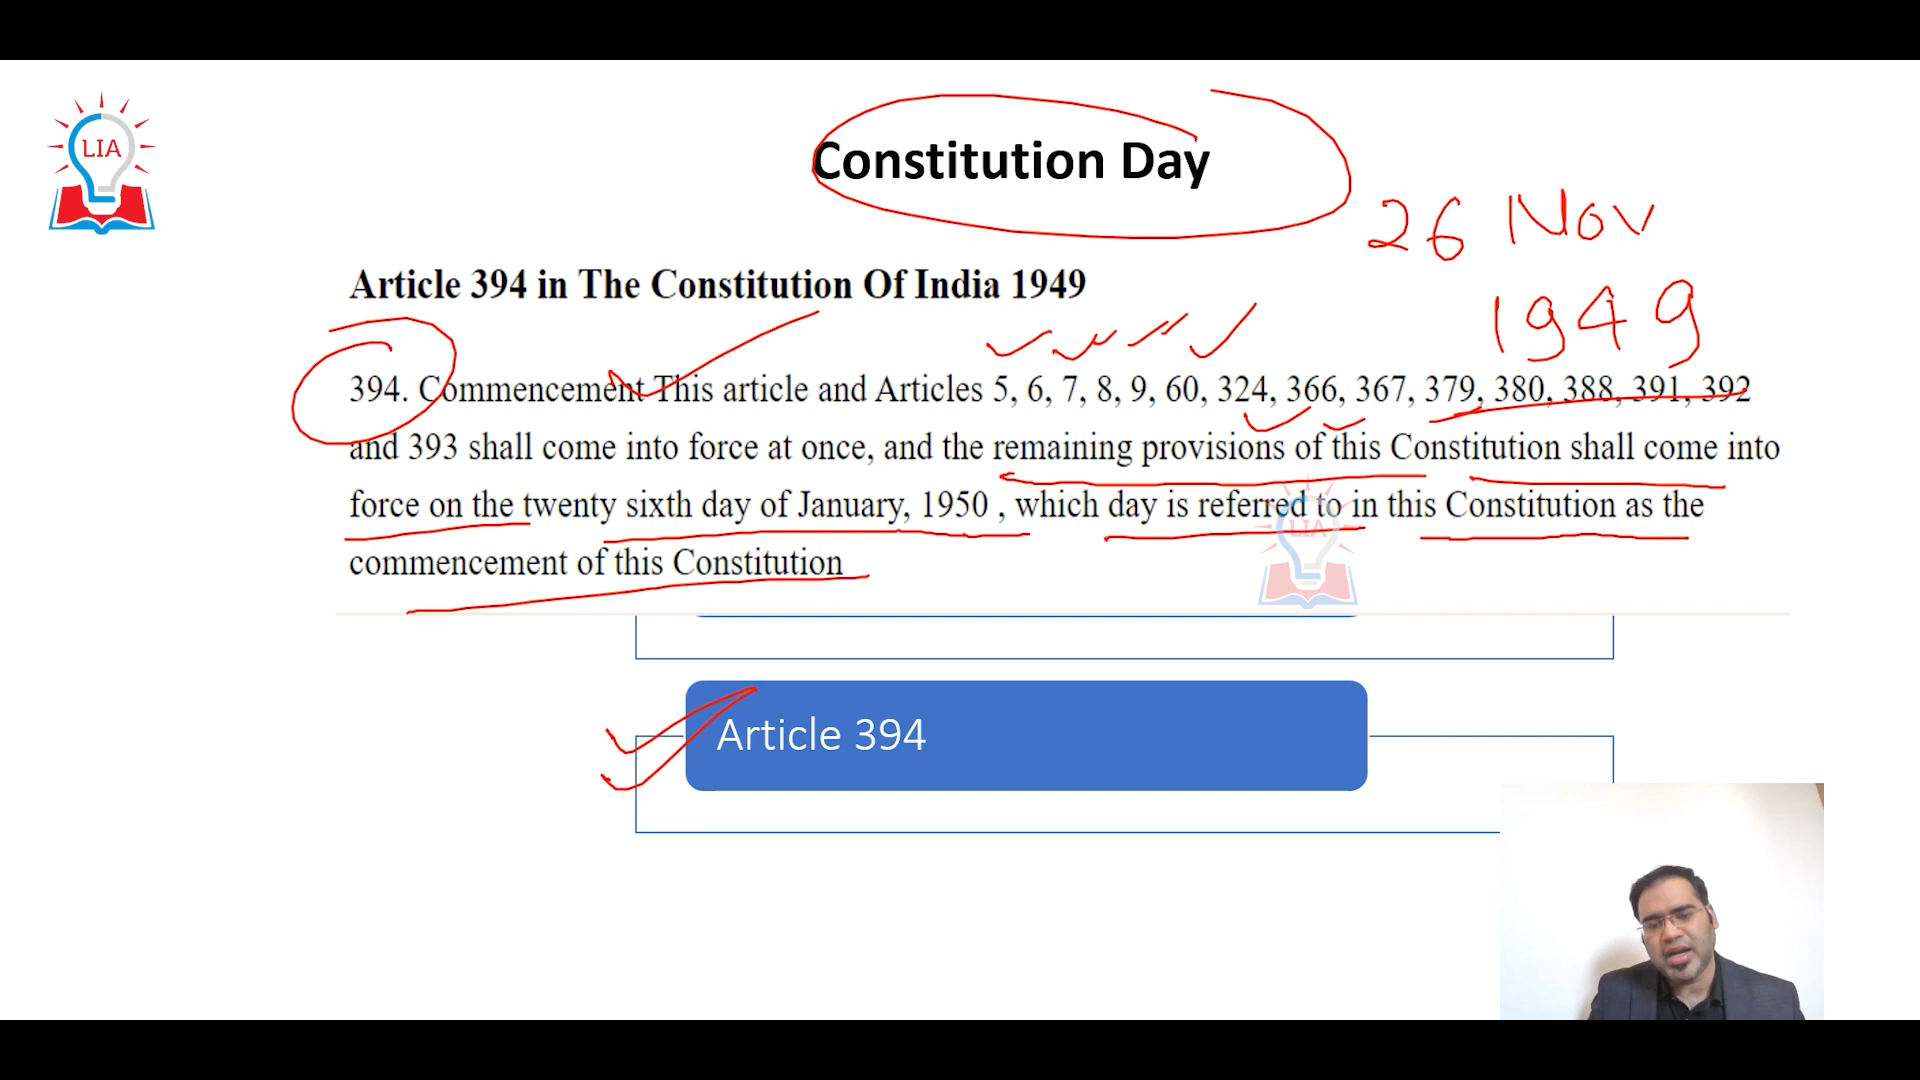 LIA
Constitution Day
26 Nov
1949
Article 394 in The Constitution Of India 1949
394. Commencement This article and Articles 5, 6, 7, 8, 9, 60, 324, 366, 367, 379, 380, 388, 391, 392
and 393 shall come into force at once, and the remaining provisions of this Constitution shall come into
force on the twenty sixth day of January, 1950 , which day is referred to in this Constitution as the
commencement of this Constitution
LIA
Article 394